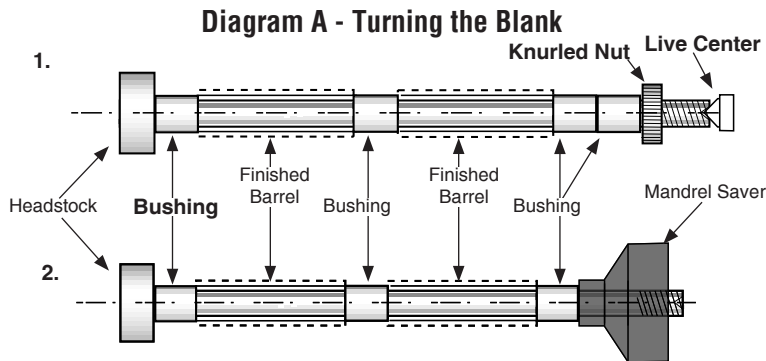 Diagram A - Turning the Blank
Knurled Nut
Live Center
1.
Headstock
Bushing
Finished
Barrel
Bushing
Finished
Barrel
Bushing
Mandrel Saver
2.